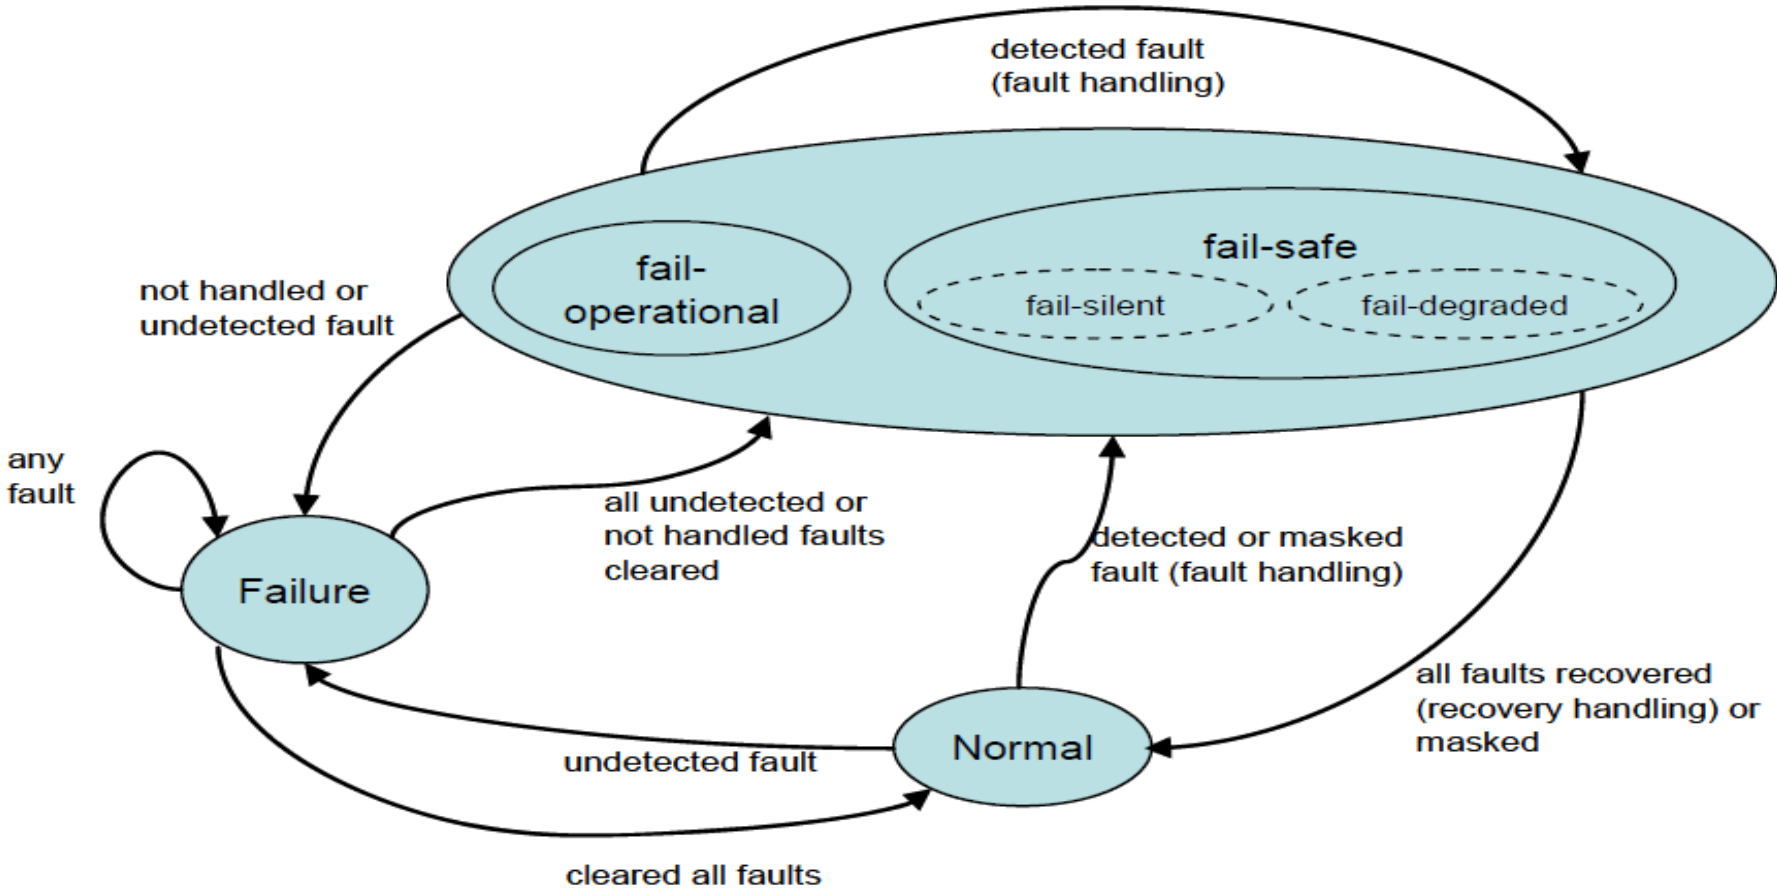 detected fault
(fault handling)
fail-safe
fail-
operational
fail-silent
fail-degraded
not handled or
undetected fault
any
fault
all undetected or
not handled faults
cleared
detected or masked
fault (fault handling)
Failure
all faults recovered
(recovery handling) or
masked
Normal
undetected fault
cleared all faults